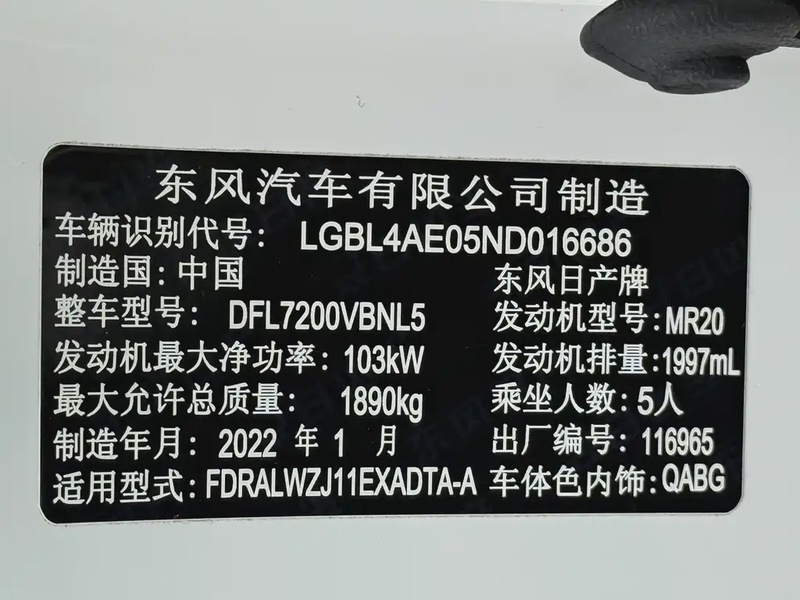 东风汽车有限公司制造
车辆识别代号: LGBL4AE05ND016686
制造国: 中国 东风日产牌
整车型号: DFL7200VBNL5 发动机型号: MR20
发动机最大净功率: 103kW 发动机排量: 1997mL
最大允许总质量: 1890kg 乘坐人数: 5人
制造年月: 2022 年 1 月 出厂编号: 116965
适用型式: FDRALWZJ11EXADTA-A 车体色内饰: QABG